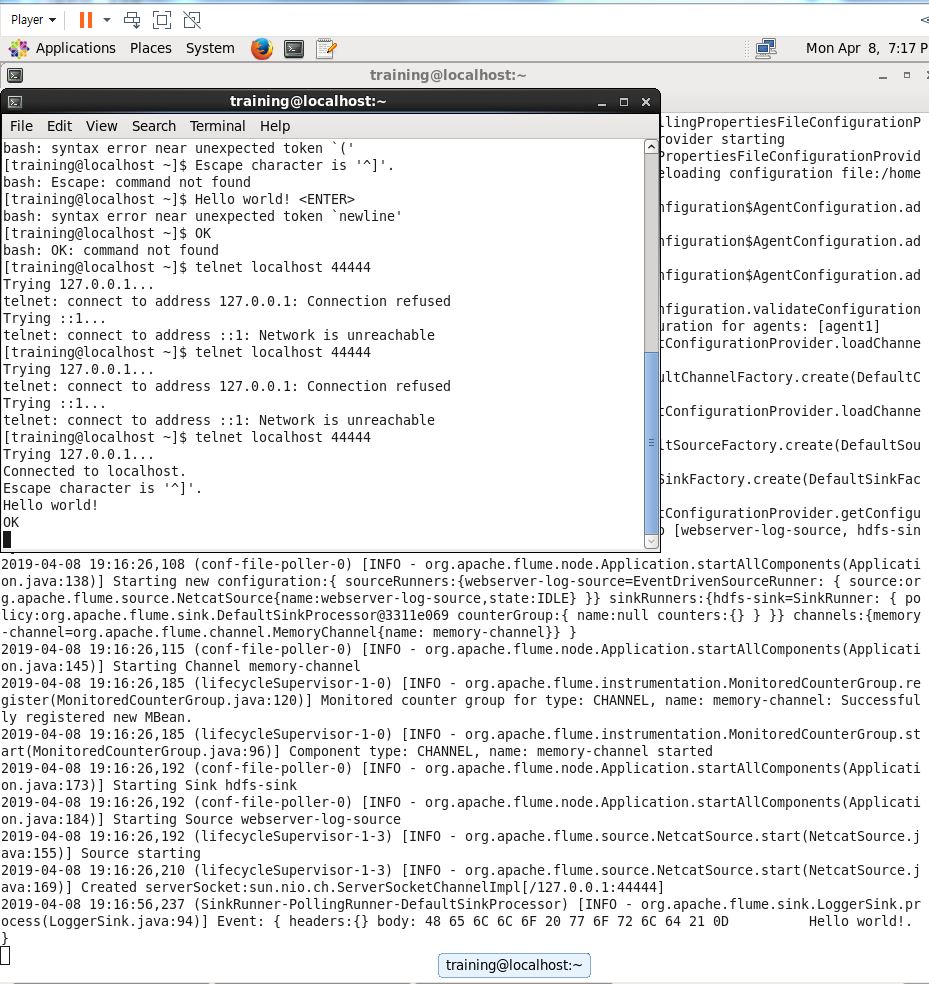 Player
Applications Places System Mon Apr 8, 7:17 P
training@localhost:~
training@localhost:~
File Edit View Search Terminal Help
bash: syntax error near unexpected token `('
[training@localhost ~]$ Escape character is '^]'.
bash: Escape: command not found
[training@localhost ~]$ Hello world! <ENTER>
bash: syntax error near unexpected token `newline'
[training@localhost ~]$ OK
bash: OK: command not found
[training@localhost ~]$ telnet localhost 44444
Trying 127.0.0.1...
telnet: connect to address 127.0.0.1: Connection refused
Trying ::1...
telnet: connect to address ::1: Network is unreachable
[training@localhost ~]$ telnet localhost 44444
Trying 127.0.0.1...
telnet: connect to address 127.0.0.1: Connection refused
Trying ::1...
telnet: connect to address ::1: Network is unreachable
[training@localhost ~]$ telnet localhost 44444
Trying 127.0.0.1...
Connected to localhost.
Escape character is '^]'.
Hello world!
OK
llingPropertiesFileConfigurationP
rovider starting
PropertiesFileConfigurationProvid
eloading configuration file:/home
nfiguration$AgentConfiguration.ad
nfiguration$AgentConfiguration.ad
nfiguration$AgentConfiguration.ad
nfiguration.validateConfiguration
uration for agents: [agent1]
tConfigurationProvider.loadChanne
ultChannelFactory.create(DefaultC
tConfigurationProvider.loadChanne
ltSourceFactory.create(DefaultSou
SinkFactory.create(DefaultSinkFac
tConfigurationProvider.getConfigu
o [webserver-log-source, hdfs-sin
2019-04-08 19:16:26,108 (conf-file-poller-0) [INFO - org.apache.flume.node.Application.startAllComponents(Applicati
on.java:138)] Starting new configuration:{ sourceRunners:{webserver-log-source=EventDrivenSourceRunner: { source:or
g.apache.flume.source.NetcatSource{name:webserver-log-source,state:IDLE} }} sinkRunners:{hdfs-sink=SinkRunner: { po
licy:org.apache.flume.sink.DefaultSinkProcessor@3311e069 counterGroup:{ name:null counters:{} } }} channels:{memory
-channel=org.apache.flume.channel.MemoryChannel{name: memory-channel}} }
2019-04-08 19:16:26,115 (conf-file-poller-0) [INFO - org.apache.flume.node.Application.startAllComponents(Applicati
on.java:145)] Starting Channel memory-channel
2019-04-08 19:16:26,185 (lifecycleSupervisor-1-0) [INFO - org.apache.flume.instrumentation.MonitoredCounterGroup.re
gister(MonitoredCounterGroup.java:120)] Monitored counter group for type: CHANNEL, name: memory-channel: Successful
ly registered new MBean.
2019-04-08 19:16:26,185 (lifecycleSupervisor-1-0) [INFO - org.apache.flume.instrumentation.MonitoredCounterGroup.st
art(MonitoredCounterGroup.java:96)] Component type: CHANNEL, name: memory-channel started
2019-04-08 19:16:26,192 (conf-file-poller-0) [INFO - org.apache.flume.node.Application.startAllComponents(Applicati
on.java:173)] Starting Sink hdfs-sink
2019-04-08 19:16:26,192 (conf-file-poller-0) [INFO - org.apache.flume.node.Application.startAllComponents(Applicati
on.java:184)] Starting Source webserver-log-source
2019-04-08 19:16:26,192 (lifecycleSupervisor-1-3) [INFO - org.apache.flume.source.NetcatSource.start(NetcatSource.j
ava:155)] Source starting
2019-04-08 19:16:26,210 (lifecycleSupervisor-1-3) [INFO - org.apache.flume.source.NetcatSource.start(NetcatSource.j
ava:169)] Created serverSocket:sun.nio.ch.ServerSocketChannelImpl[/127.0.0.1:44444]
2019-04-08 19:16:56,237 (SinkRunner-PollingRunner-DefaultSinkProcessor) [INFO - org.apache.flume.sink.LoggerSink.pr
ocess(LoggerSink.java:94)] Event: { headers:{} body: 48 65 6C 6C 6F 20 77 6F 72 6C 64 21 0D Hello world!.
}
training@localhost:~